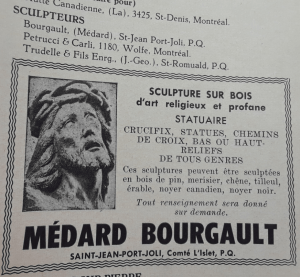 Canadienne, (La), 3425, St-Denis, Montréal.
SCULPTEURS
Bourgault, (Médard), St-Jean Port-Joli, P.Q.
Petrucci & Carli, 1180, Wolfe, Montréal.
Trudelle & Fils Enrg., (J.-Geo.), St-Romuald, P.Q.
SCULPTURE SUR BOIS
d'art religieux et profane
STATUAIRE
CRUCIFIX, STATUES, CHEMINS
DE CROIX, BAS OU HAUT-
RELIEFS
DE TOUS GENRES
Ces sculptures peuvent être sculptées
en bois de pin, merisier, chêne, tilleul,
érable, noyer canadien, noyer noir.
Tout renseignement sera donné
sur demande.
MÉDARD BOURGAULT
SAINT-JEAN-PORT-JOLI, Comté L'Islet, P.Q.